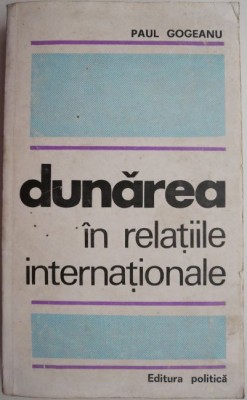 PAUL GOGEANU
dunărea
în relațiile
internaționale
Editura politică